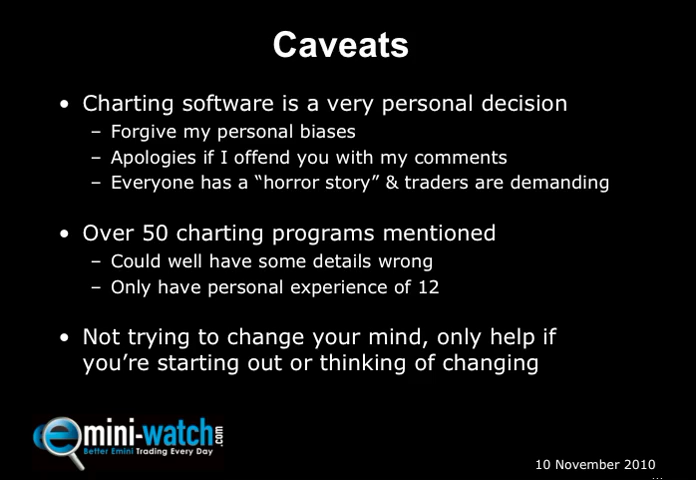 Caveats
• Charting software is a very personal decision
– Forgive my personal biases
– Apologies if I offend you with my comments
– Everyone has a “horror story” & traders are demanding
• Over 50 charting programs mentioned
– Could well have some details wrong
– Only have personal experience of 12
• Not trying to change your mind, only help if
you’re starting out or thinking of changing
emini-watch.com
Better Emini Trading Every Day
10 November 2010